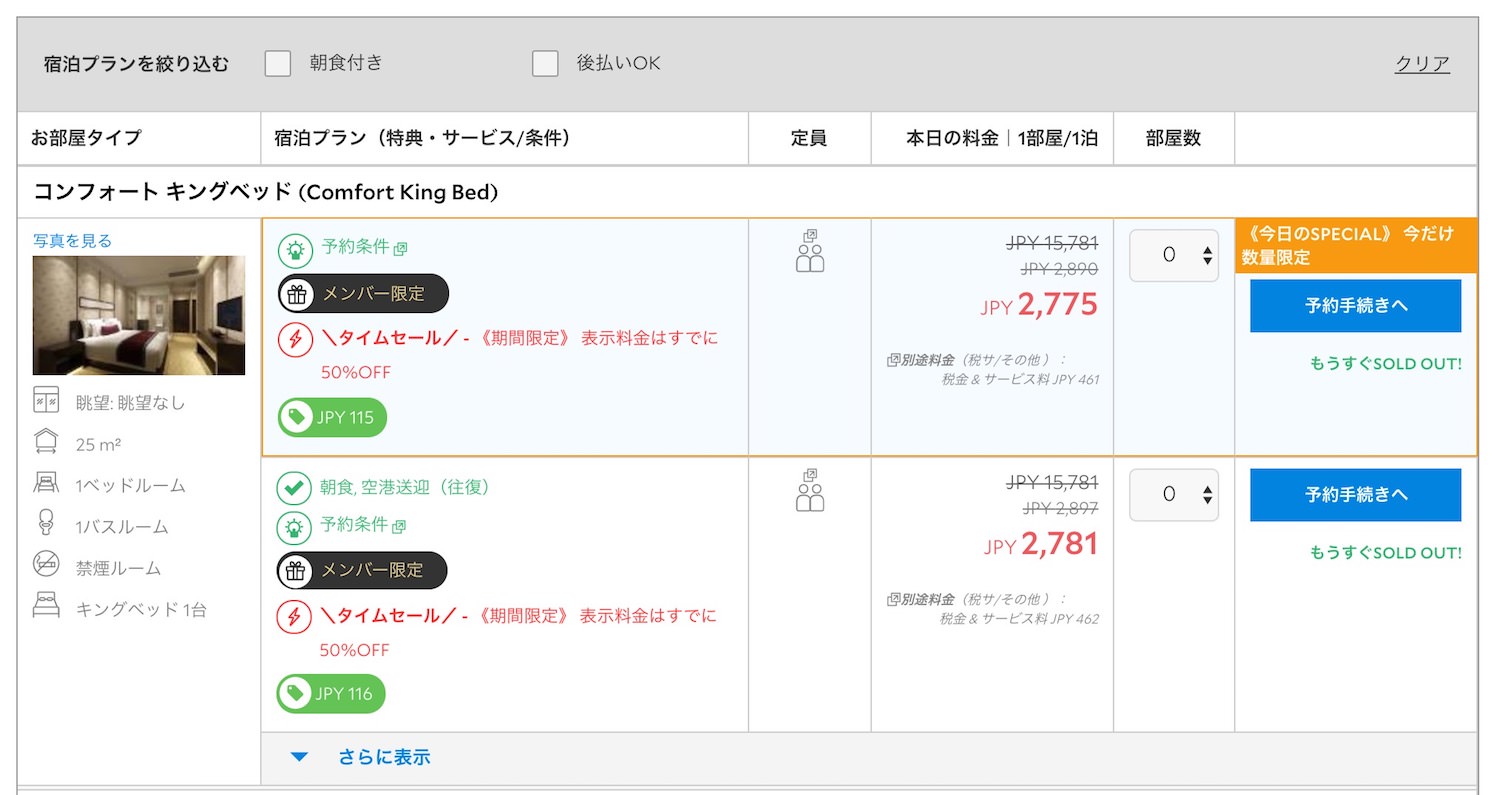 宿泊プランを絞り込む 朝食付き 後払いOK クリア
お部屋タイプ 宿泊プラン（特典・サービス/条件） 定員 本日の料金｜1部屋/1泊 部屋数
コンフォート キングベッド (Comfort King Bed)
写真を見る
眺望: 眺望なし
25 m²
1ベッドルーム
1バスルーム
禁煙ルーム
キングベッド 1台
予約条件
メンバー限定
＼タイムセール／ - 《期間限定》 表示料金はすでに
50%OFF
JPY 115
JPY 15,781
JPY 2,890
JPY 2,775
別途料金（税サ/その他）：
税金 & サービス料 JPY 461
0
《今日のSPECIAL》 今だけ
数量限定
予約手続きへ
もうすぐSOLD OUT!
朝食, 空港送迎（往復）
予約条件
メンバー限定
＼タイムセール／ - 《期間限定》 表示料金はすでに
50%OFF
JPY 116
JPY 15,781
JPY 2,897
JPY 2,781
別途料金（税サ/その他）：
税金 & サービス料 JPY 462
0
予約手続きへ
もうすぐSOLD OUT!
さらに表示